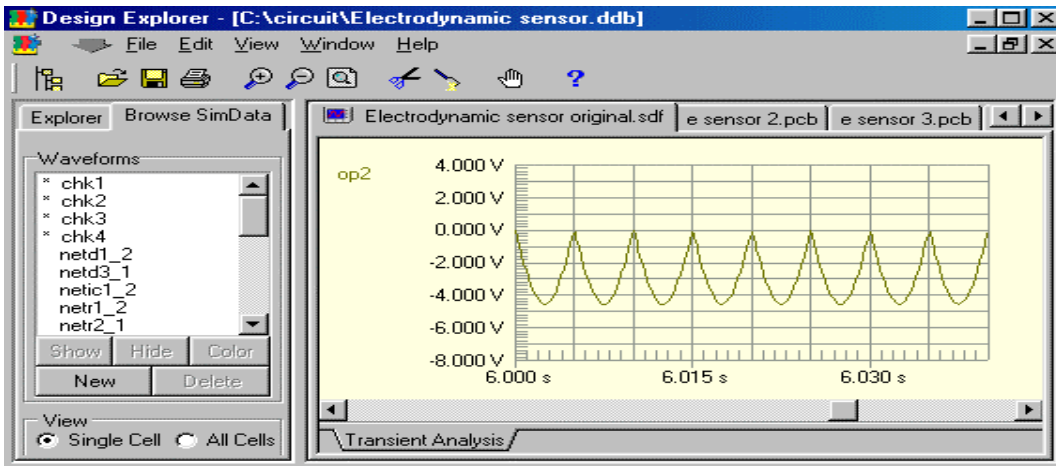 Design Explorer - [C:\circuit\Electrodynamic sensor.ddb]
File Edit View Window Help
Explorer
Browse SimData
Electrodynamic sensor original.sdf
e sensor 2.pcb
e sensor 3.pcb
Waveforms
* chk1
* chk2
* chk3
* chk4
netd1_2
netd3_1
netic1_2
netr1_2
netr2_1
Show Hide Color
New Delete
View
Single Cell All Cells
op2
4.000 V
2.000 V
0.000 V
-2.000 V
-4.000 V
-6.000 V
-8.000 V
6.000 s 6.015 s 6.030 s
Transient Analysis